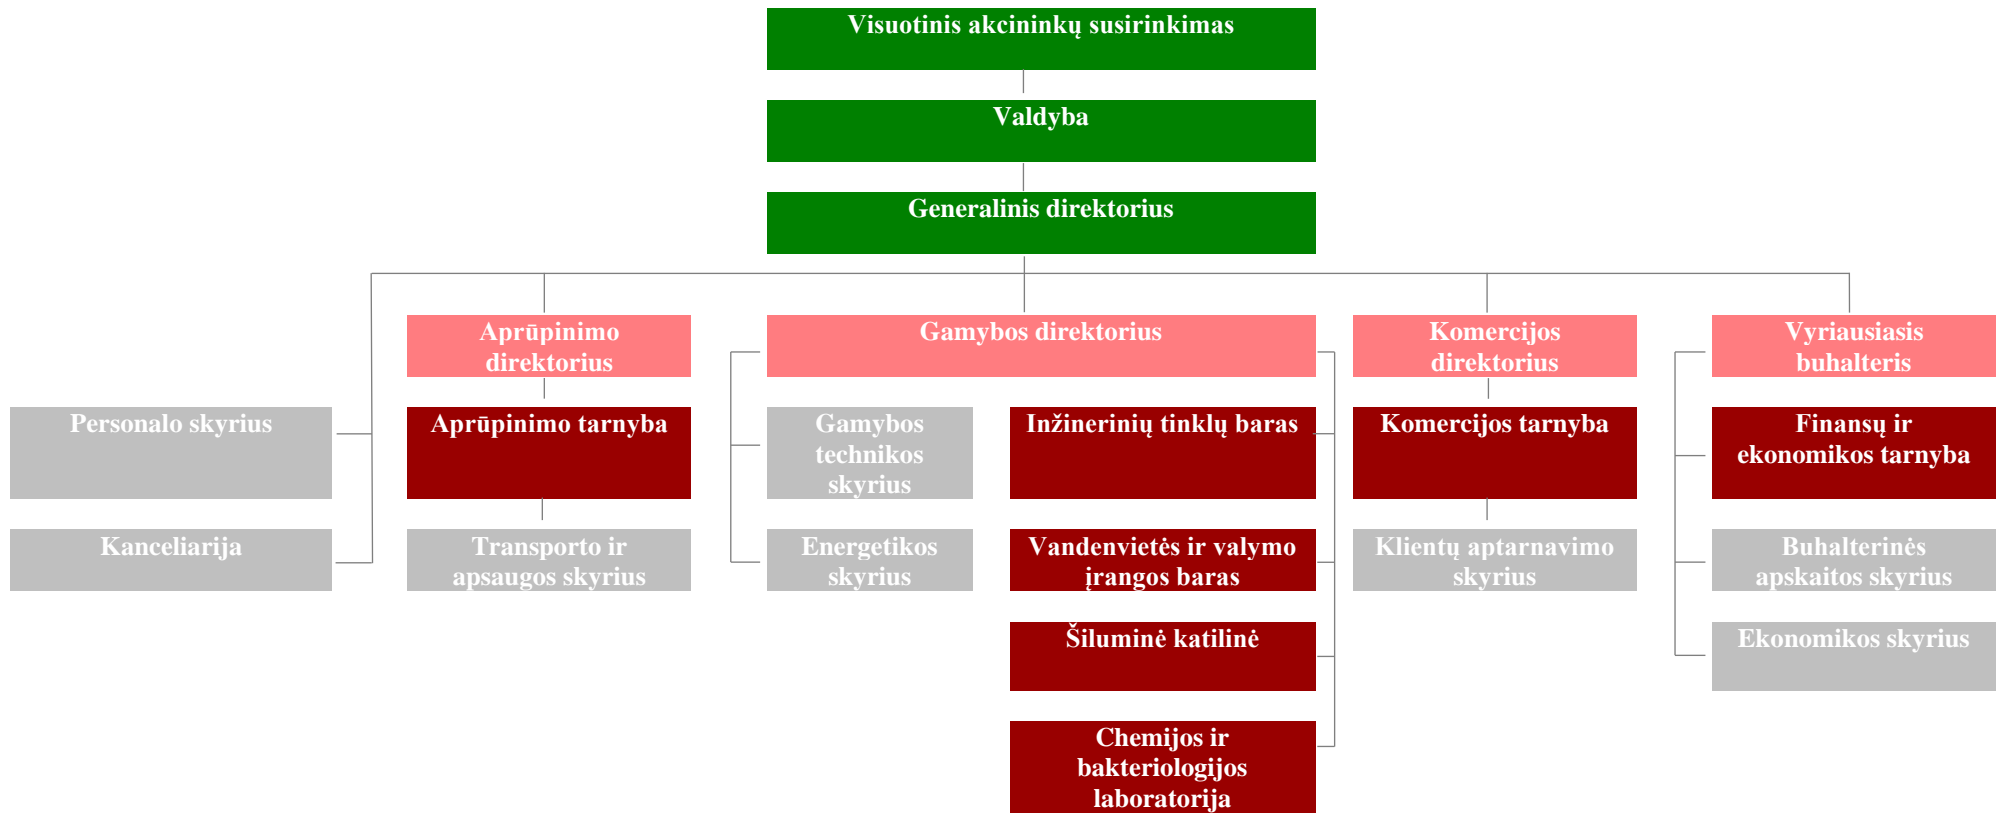 Visuotinis akcininkų susirinkimas
Valdyba
Generalinis direktorius
Aprūpinimo
direktorius
Gamybos direktorius
Komercijos
direktorius
Vyriausiasis
buhalteris
Personalo skyrius
Aprūpinimo tarnyba
Gamybos
technikos
skyrius
Inžinerinių tinklų baras
Komercijos tarnyba
Finansų ir
ekonomikos tarnyba
Kanceliarija
Transporto ir
apsaugos skyrius
Energetikos
skyrius
Vandenvietės ir valymo
įrangos baras
Klientų aptarnavimo
skyrius
Buhalterinės
apskaitos skyrius
Šiluminė katilinė
Ekonomikos skyrius
Chemijos ir
bakteriologijos
laboratorija